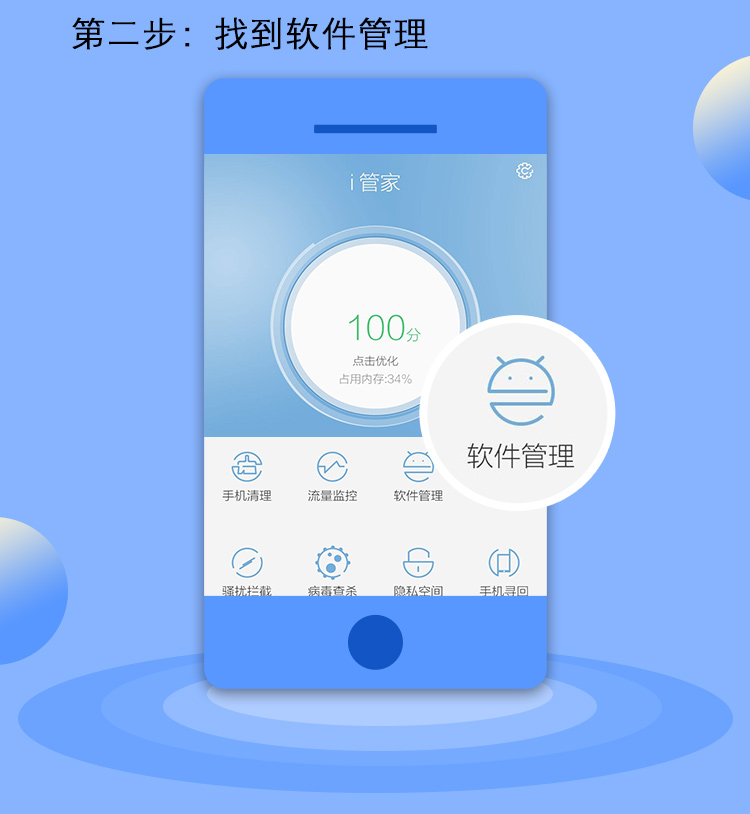 第二步：找到软件管理
i 管家
100分
点击优化
占用内存:34%
软件管理
手机清理 流量监控 软件管理
骚扰拦截 病毒查杀 隐私空间 手机寻回